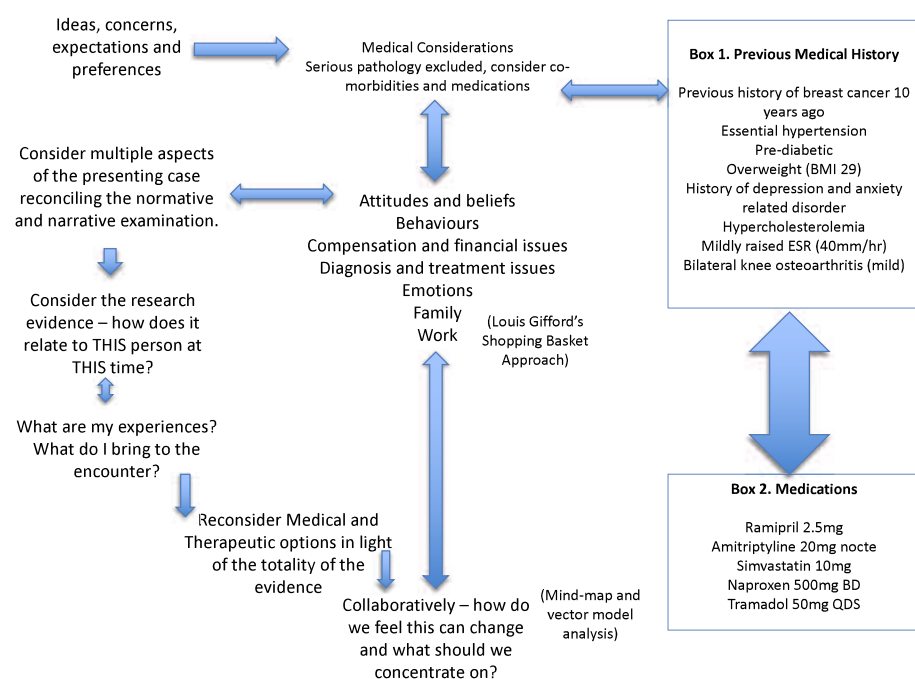 Ideas, concerns,
expectations and
preferences
Medical Considerations
Serious pathology excluded, consider co-
morbidities and medications
Box 1. Previous Medical History
Previous history of breast cancer 10
years ago
Essential hypertension
Pre-diabetic
Overweight (BMI 29)
History of depression and anxiety
related disorder
Hypercholesterolemia
Mildly raised ESR (40mm/hr)
Bilateral knee osteoarthritis (mild)
Consider multiple aspects
of the presenting case
reconciling the normative
and narrative examination.
Attitudes and beliefs
Behaviours
Compensation and financial issues
Diagnosis and treatment issues
Emotions
Family
Work
(Louis Gifford’s
Shopping Basket
Approach)
Consider the research
evidence – how does it
relate to THIS person at
THIS time?
What are my experiences?
What do I bring to the
encounter?
Reconsider Medical and
Therapeutic options in light
of the totality of the
evidence
Collaboratively – how do
we feel this can change
and what should we
concentrate on?
(Mind-map and
vector model
analysis)
Box 2. Medications
Ramipril 2.5mg
Amitriptyline 20mg nocte
Simvastatin 10mg
Naproxen 500mg BD
Tramadol 50mg QDS